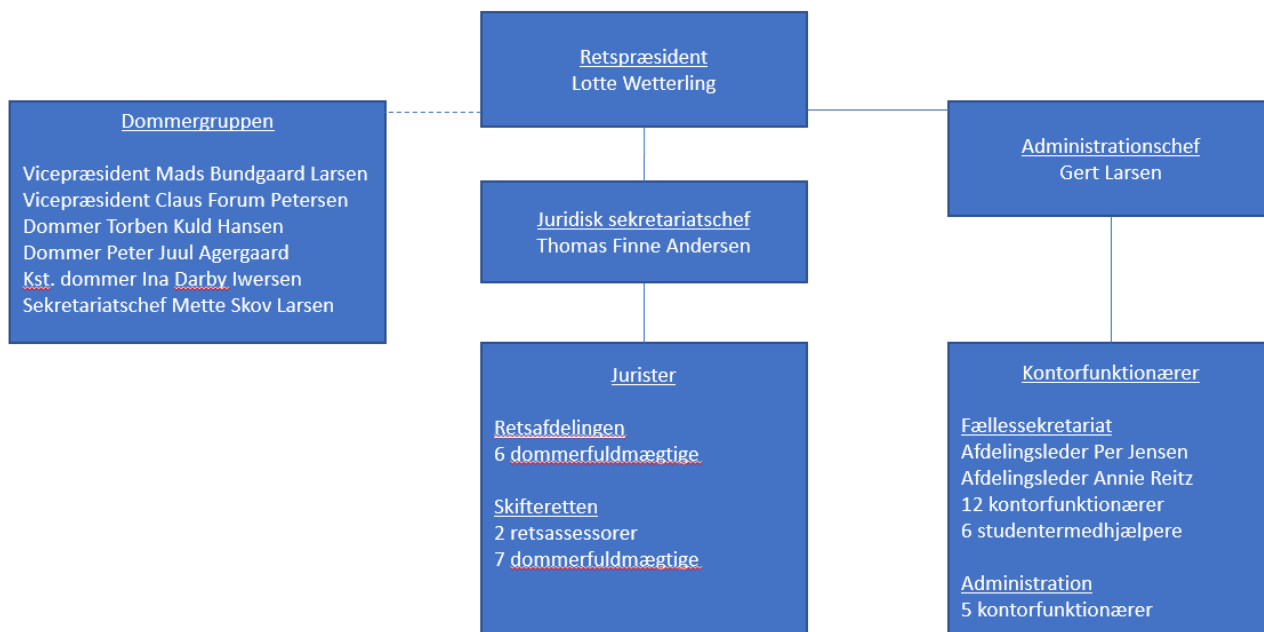 Retspræsident
Lotte Wetterling
Dommergruppen
Vicepræsident Mads Bundgaard Larsen
Vicepræsident Claus Forum Petersen
Dommer Torben Kuld Hansen
Dommer Peter Juul Agergaard
Kst. dommer Ina Darby Iwersen
Sekretariatschef Mette Skov Larsen
Juridisk sekretariatschef
Thomas Finne Andersen
Administrationschef
Gert Larsen
Jurister
Retsafdelingen
6 dommerfuldmægtige
Skifteretten
2 retsassessorer
7 dommerfuldmægtige
Kontorfunktionærer
Fællessekretariat
Afdelingsleder Per Jensen
Afdelingsleder Annie Reitz
12 kontorfunktionærer
6 studentermedhjælpere
Administration
5 kontorfunktionærer